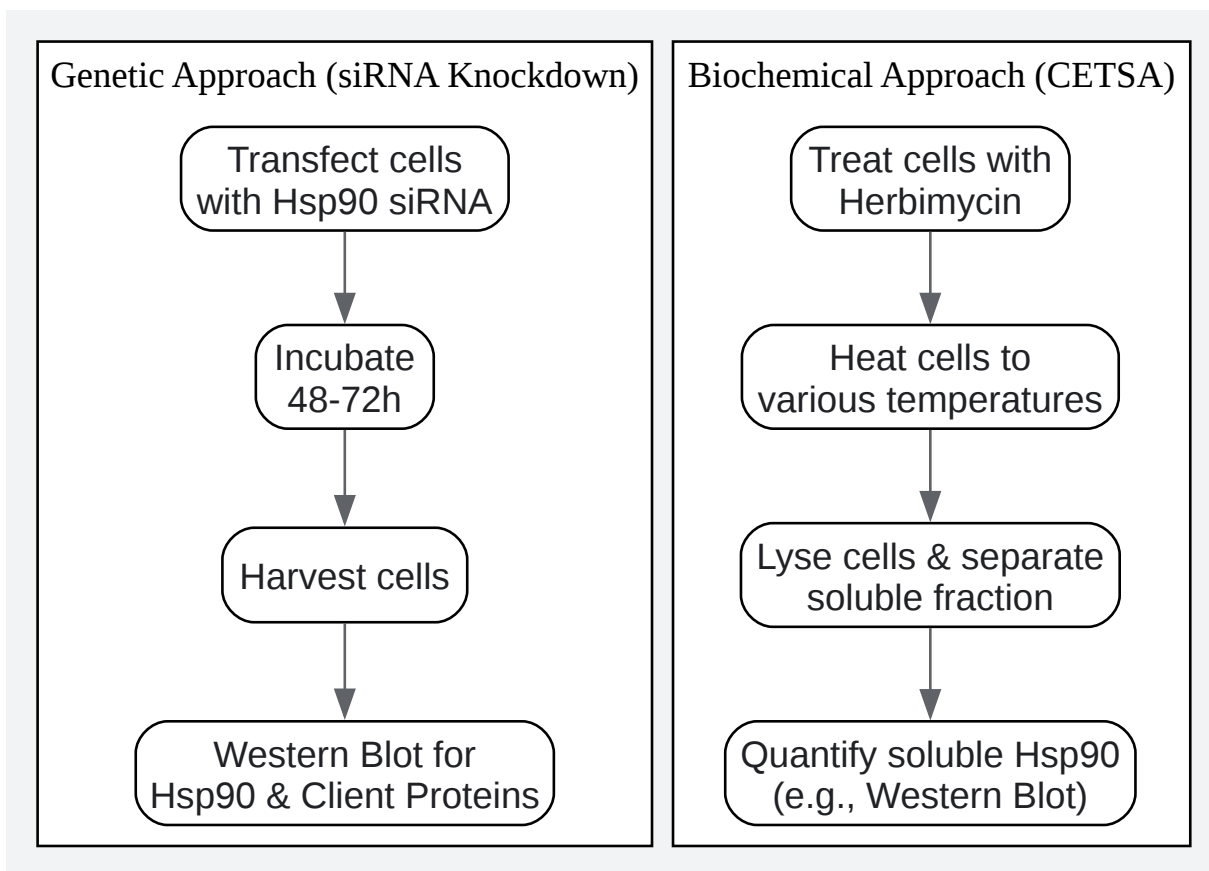 Genetic Approach (siRNA Knockdown)
Transfect cells
with Hsp90 siRNA
Incubate
48-72h
Harvest cells
Western Blot for
Hsp90 & Client Proteins
Biochemical Approach (CETSA)
Treat cells with
Herbimycin
Heat cells to
various temperatures
Lyse cells & separate
soluble fraction
Quantify soluble Hsp90
(e.g., Western Blot)